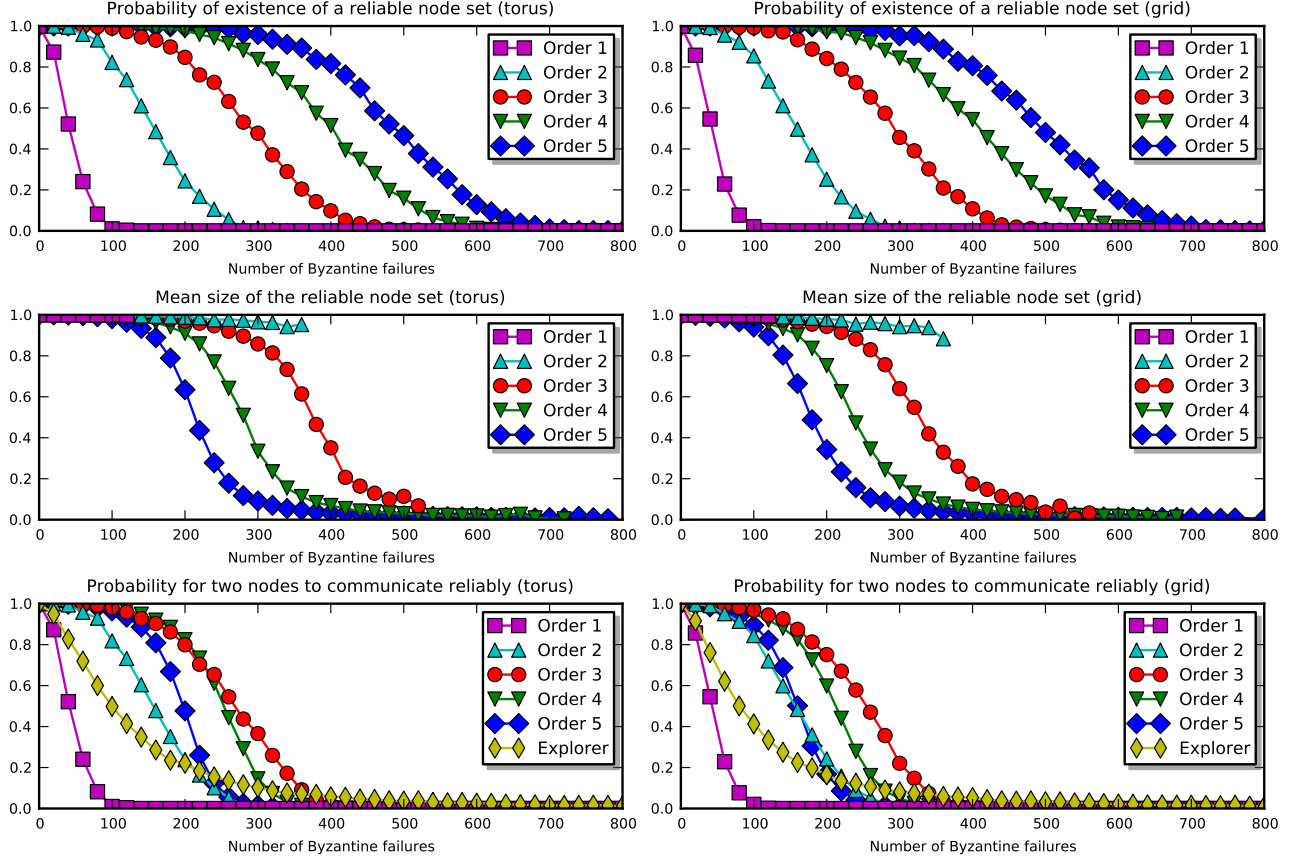 Probability of existence of a reliable node set (torus)
1.0
0.8
0.6
0.4
0.2
0.0
Order 1
Order 2
Order 3
Order 4
Order 5
0 100 200 300 400 500 600 700 800
Number of Byzantine failures
Probability of existence of a reliable node set (grid)
1.0
0.8
0.6
0.4
0.2
0.0
Order 1
Order 2
Order 3
Order 4
Order 5
0 100 200 300 400 500 600 700 800
Number of Byzantine failures
Mean size of the reliable node set (torus)
1.0
0.8
0.6
0.4
0.2
0.0
Order 1
Order 2
Order 3
Order 4
Order 5
0 100 200 300 400 500 600 700 800
Number of Byzantine failures
Mean size of the reliable node set (grid)
1.0
0.8
0.6
0.4
0.2
0.0
Order 1
Order 2
Order 3
Order 4
Order 5
0 100 200 300 400 500 600 700 800
Number of Byzantine failures
Probability for two nodes to communicate reliably (torus)
1.0
0.8
0.6
0.4
0.2
0.0
Order 1
Order 2
Order 3
Order 4
Order 5
Explorer
0 100 200 300 400 500 600 700 800
Number of Byzantine failures
Probability for two nodes to communicate reliably (grid)
1.0
0.8
0.6
0.4
0.2
0.0
Order 1
Order 2
Order 3
Order 4
Order 5
Explorer
0 100 200 300 400 500 600 700 800
Number of Byzantine failures